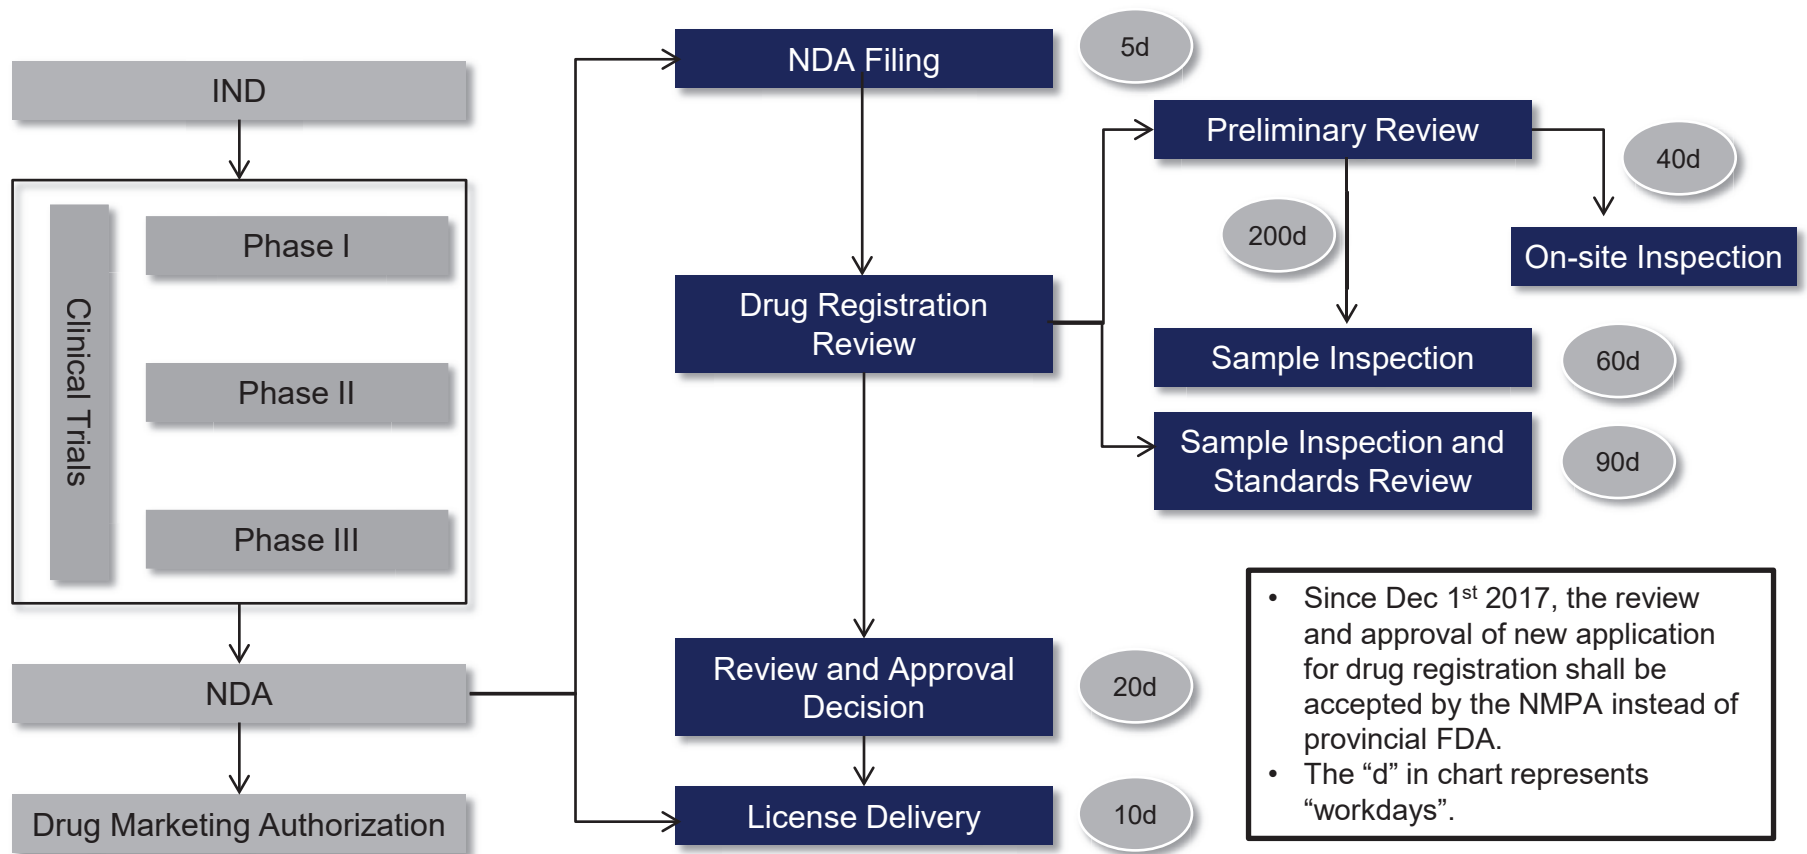 IND
Clinical Trials
Phase I
Phase II
Phase III
NDA
Drug Marketing Authorization
NDA Filing
5d
Drug Registration
Review
Review and Approval
Decision
20d
License Delivery
10d
Preliminary Review
40d
200d
On-site Inspection
Sample Inspection
60d
Sample Inspection and
Standards Review
90d
• Since Dec 1st 2017, the review
and approval of new application
for drug registration shall be
accepted by the NMPA instead of
provincial FDA.
• The “d” in chart represents
“workdays”.